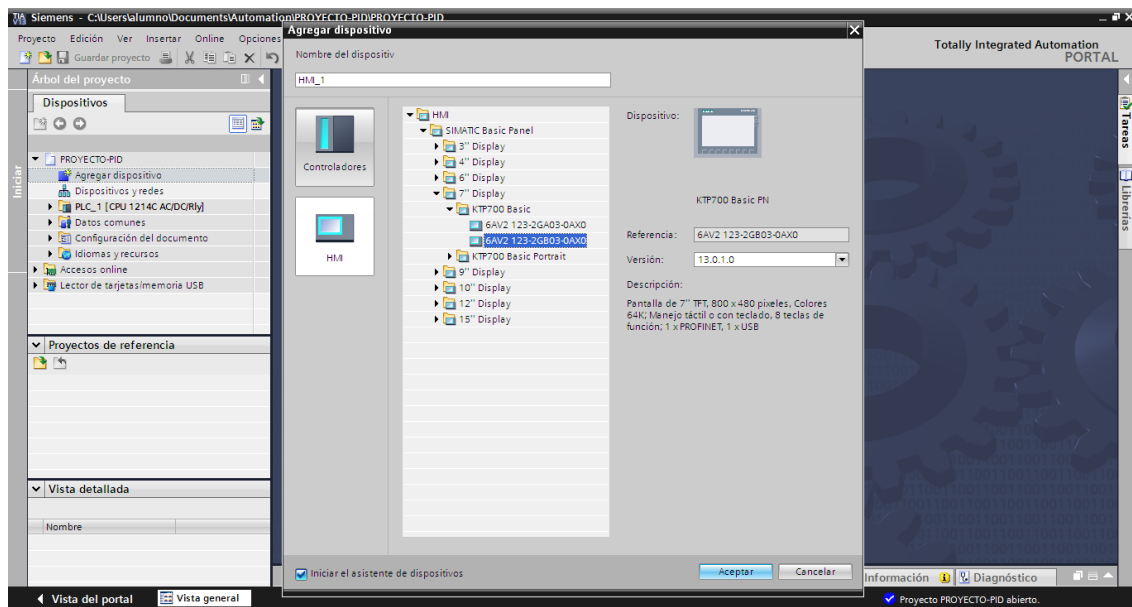 Siemens - C:\Users\alumno\Documents\Automation\PROYECTO-PID\PROYECTO-PID
Proyecto Edición Ver Insertar Online Opciones
Guardar proyecto
Totally Integrated Automation
PORTAL
Árbol del proyecto
Dispositivos
Iniciar
PROYECTO-PID
Agregar dispositivo
Dispositivos y redes
PLC_1 [CPU 1214C AC/DC/Rly]
Datos comunes
Configuración del documento
Idiomas y recursos
Accesos online
Lector de tarjetas/memoria USB
Proyectos de referencia
Vista detallada
Nombre
Agregar dispositivo
Nombre del dispositiv
HMI_1
Controladores
HMI
HMI
SIMATIC Basic Panel
3" Display
4" Display
6" Display
7" Display
KTP700 Basic
6AV2 123-2GA03-0AX0
6AV2 123-2GB03-0AX0
KTP700 Basic Portrait
9" Display
10" Display
12" Display
15" Display
Dispositivo:
KTP700 Basic PN
Referencia: 6AV2 123-2GB03-0AX0
Versión: 13.0.1.0
Descripción:
Pantalla de 7" TFT, 800 x 480 pixeles, Colores
64K; Manejo táctil o con teclado, 8 teclas de
función; 1 x PROFINET, 1 x USB
Iniciar el asistente de dispositivos
Aceptar Cancelar
Tareas
Librerías
Información Diagnóstico
Vista del portal Vista general
Proyecto PROYECTO-PID abierto.